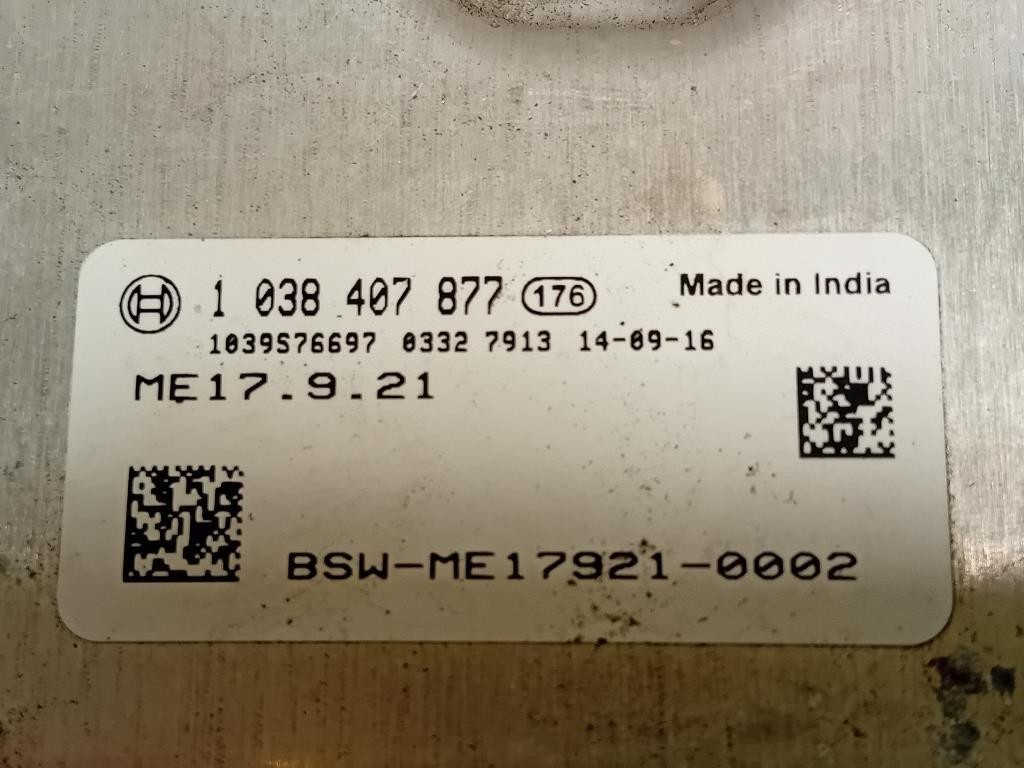 1 038 407 877 176 Made in India
1039S76697 0332 7913 14-09-16
ME17.9.21
BSW-ME17921-0002